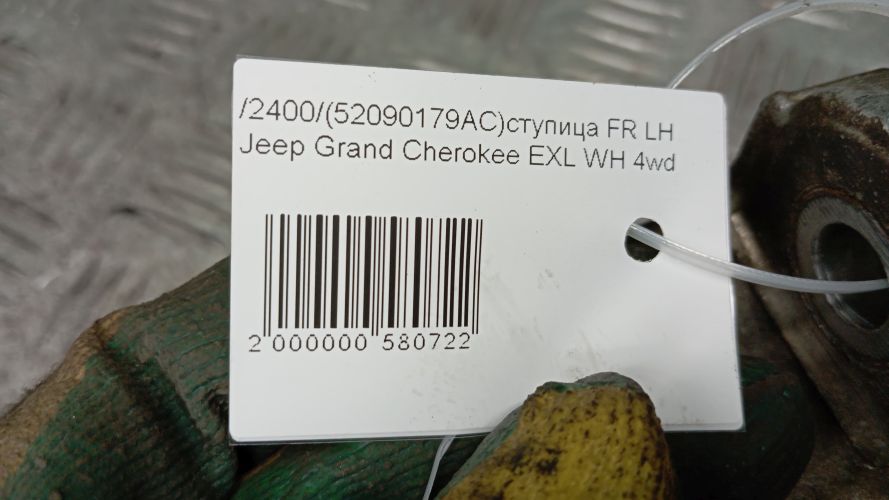 /2400/(52090179AC)ступица FR LH
Jeep Grand Cherokee EXL WH 4wd
2 000000 580722